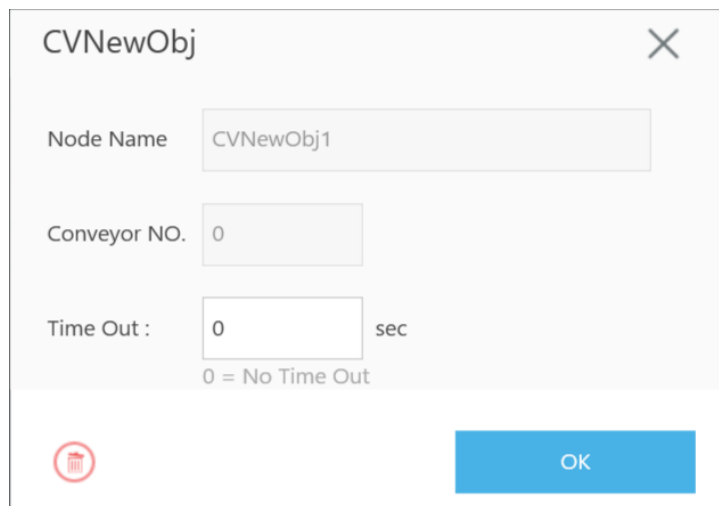 CVNewObj
Node Name CVNewObj1
Conveyor NO. 0
Time Out : 0 sec
0 = No Time Out
OK